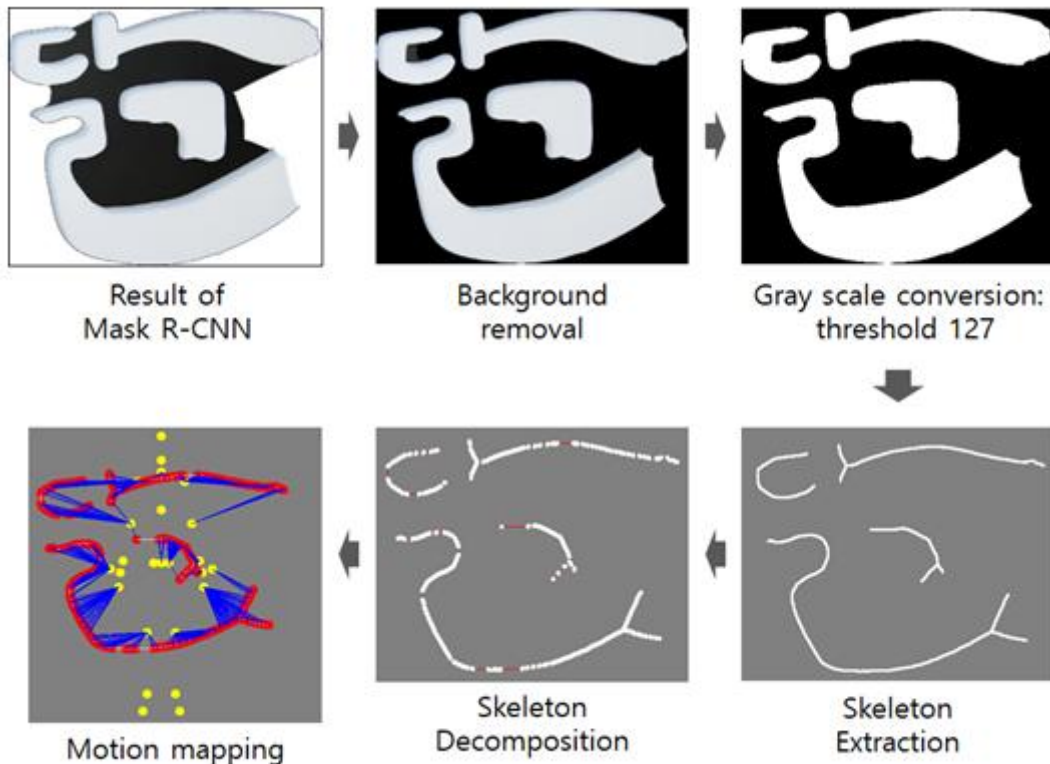 Result of
Mask R-CNN
Background
removal
Gray scale conversion:
threshold 127
Motion mapping
Skeleton
Decomposition
Skeleton
Extraction